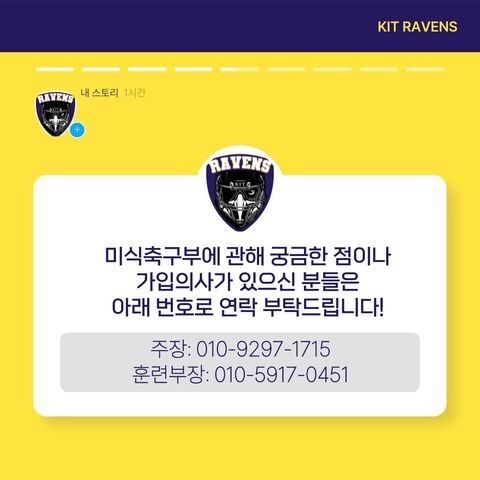 KIT RAVENS
내 스토리 1시간
RAVENS
RAVENS
KIT
미식축구부에 관해 궁금한 점이나
가입의사가 있으신 분들은
아래 번호로 연락 부탁드립니다!
주장: 010-9297-1715
훈련부장: 010-5917-0451